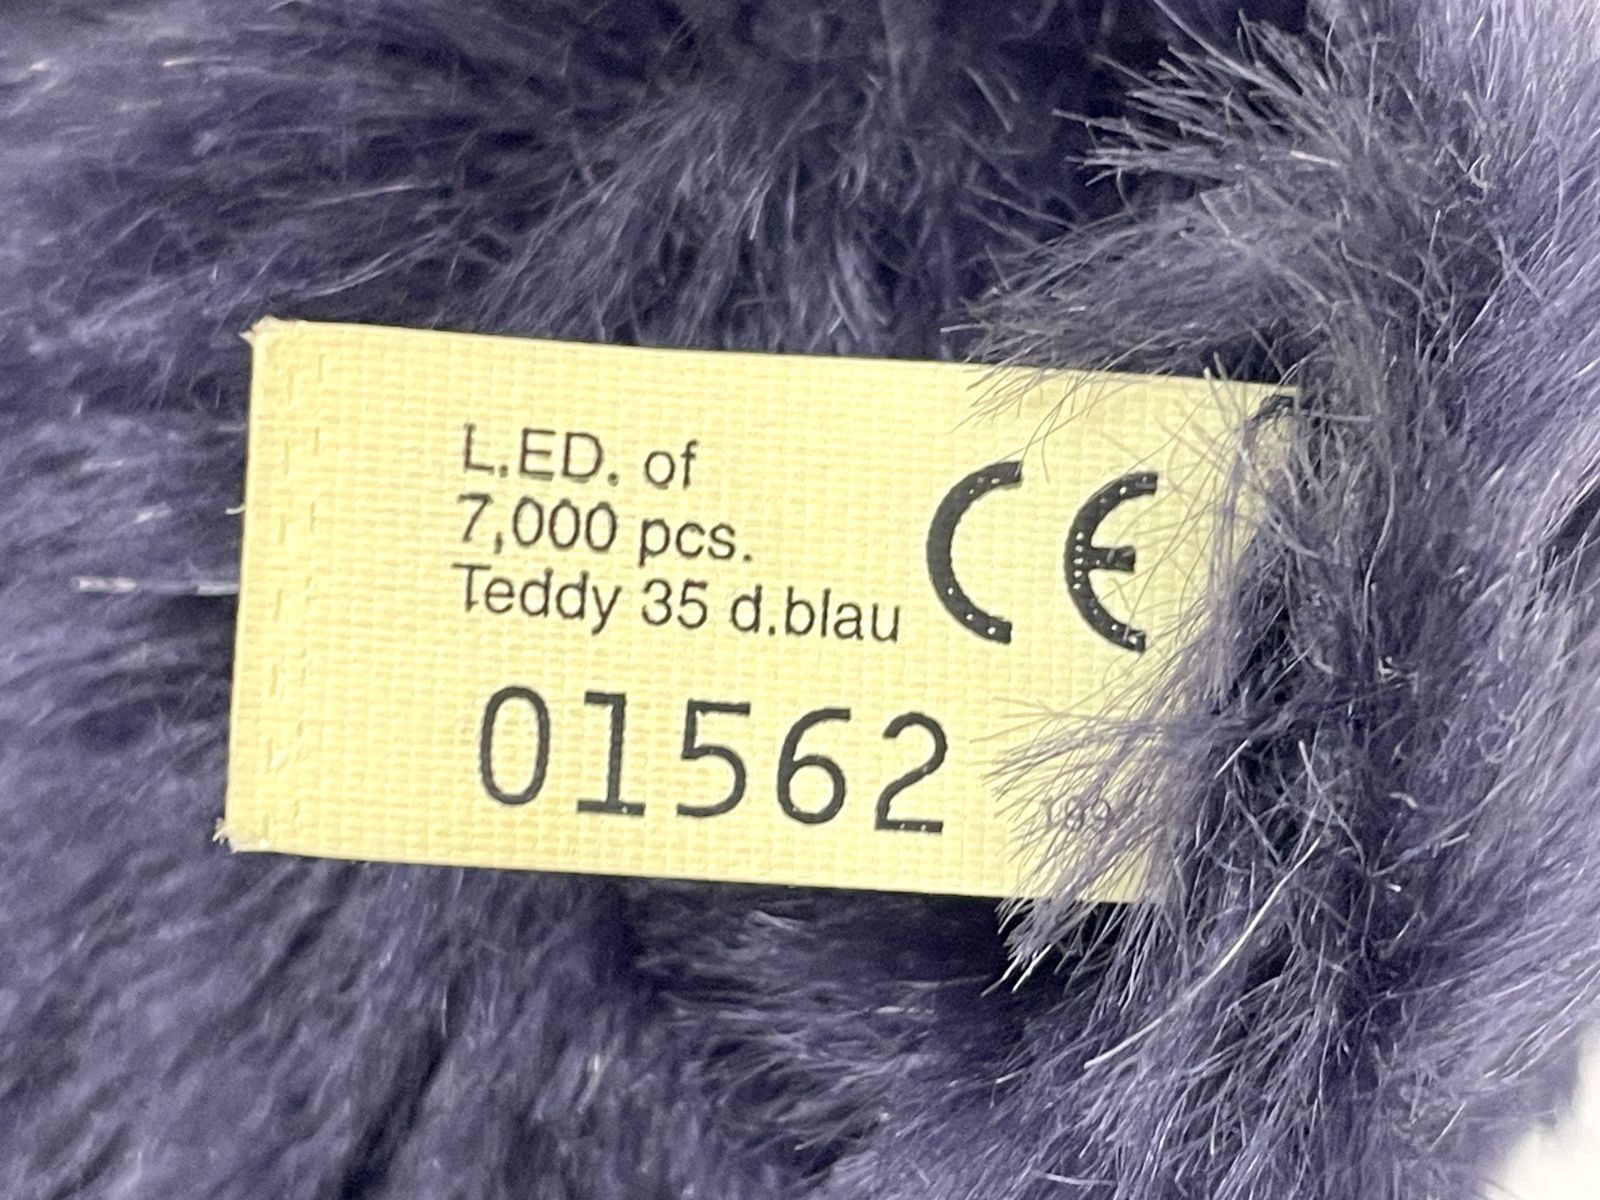 L.ED. of
7,000 pcs.
Teddy 35 d.blau
CE
01562